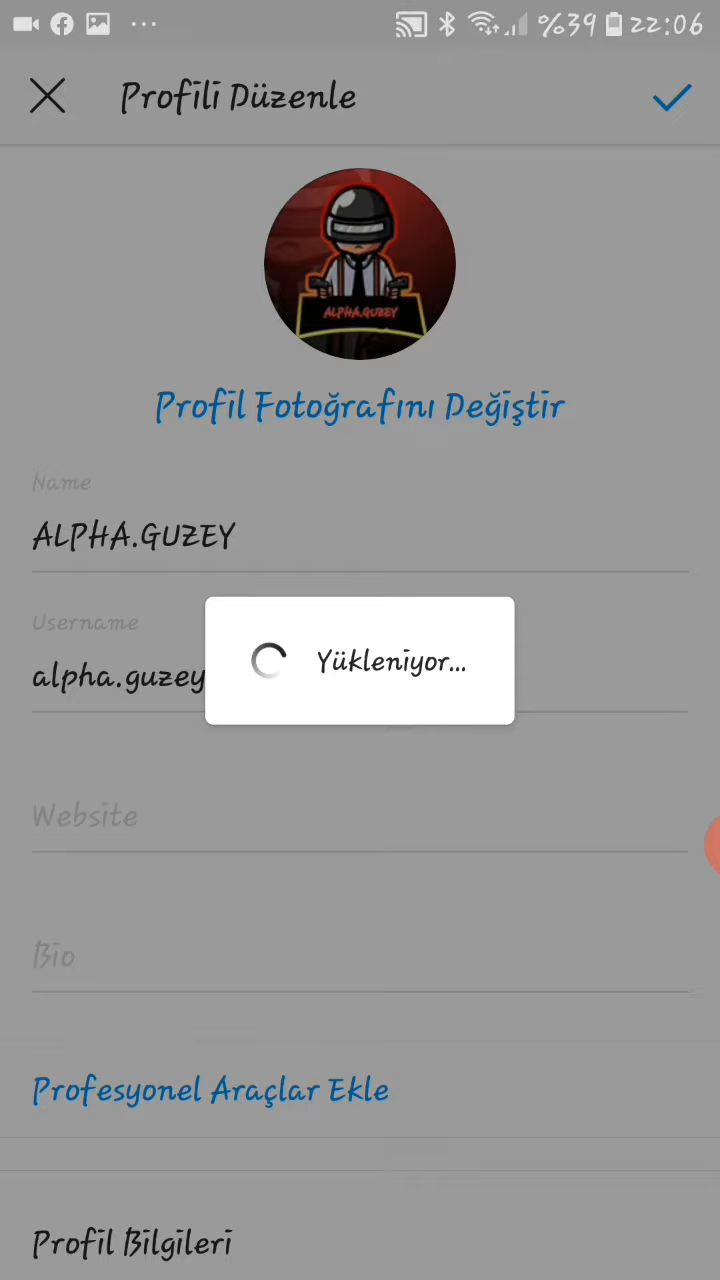 %39 22:06
Profili Düzenle
ALPHA.GUZEY
Profil Fotoğrafını Değiştir
Name
ALPHA.GUZEY
Username
alpha.guzey
Yükleniyor...
Website
Bio
Profesyonel Araçlar Ekle
Profil Bilgileri